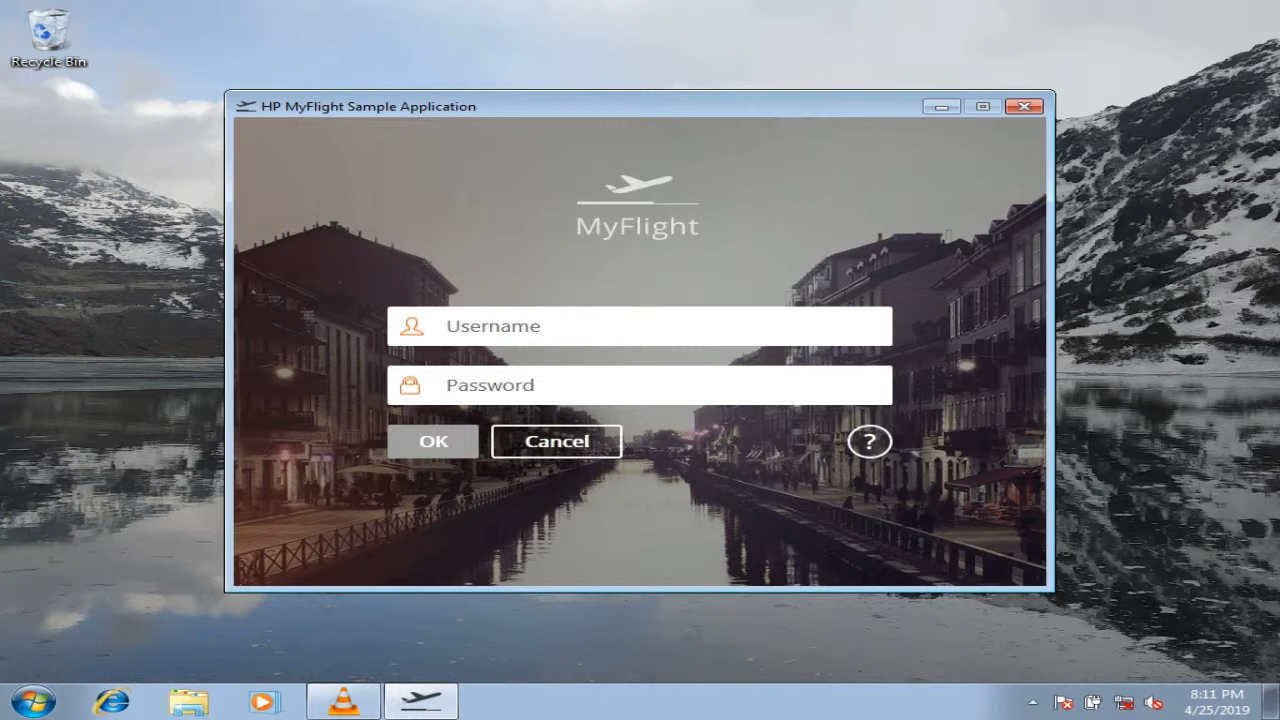 Recycle Bin
HP MyFlight Sample Application
MyFlight
Username
Password
OK
Cancel
?
8:11 PM
4/25/2019